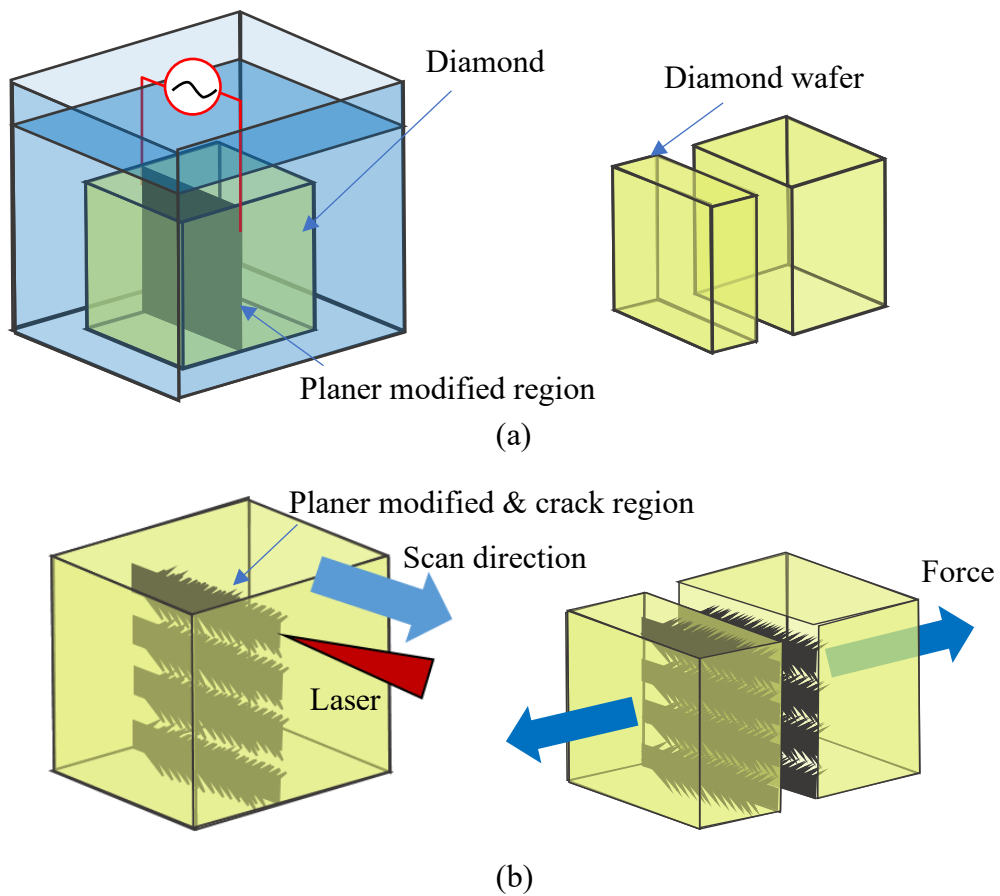 Diamond
Diamond wafer
Planer modified region
(a)
Planer modified & crack region
Scan direction
Force
Laser
(b)